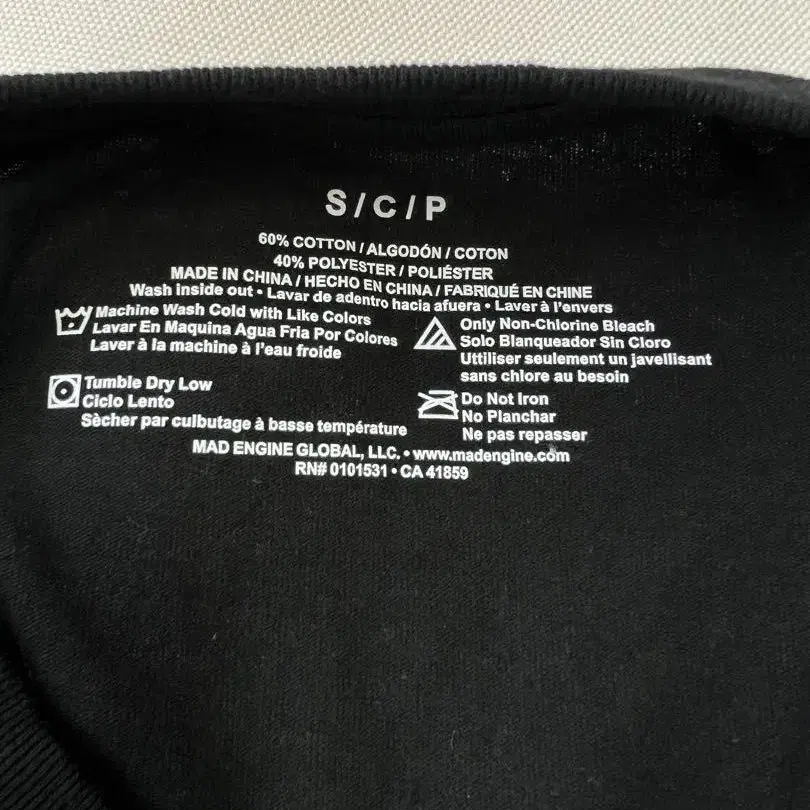 S / C / P
60% COTTON / ALGODÓN / COTON
40% POLYESTER / POLIÉSTER
MADE IN CHINA / HECHO EN CHINA / FABRIQUÉ EN CHINE
Wash inside out • Lavar de adentro hacia afuera • Laver à l'envers
Machine Wash Cold with Like Colors
Lavar En Maquina Agua Fria Por Colores
Laver à la machine à l'eau froide
Only Non-Chlorine Bleach
Solo Blanqueador Sin Cloro
Uttiliser seulement un javellisant
sans chlore au besoin
Tumble Dry Low
Ciclo Lento
Sècher par culbutage à basse température
Do Not Iron
No Planchar
Ne pas repasser
MAD ENGINE GLOBAL, LLC. • www.madengine.com
RN# 0101531 • CA 41859